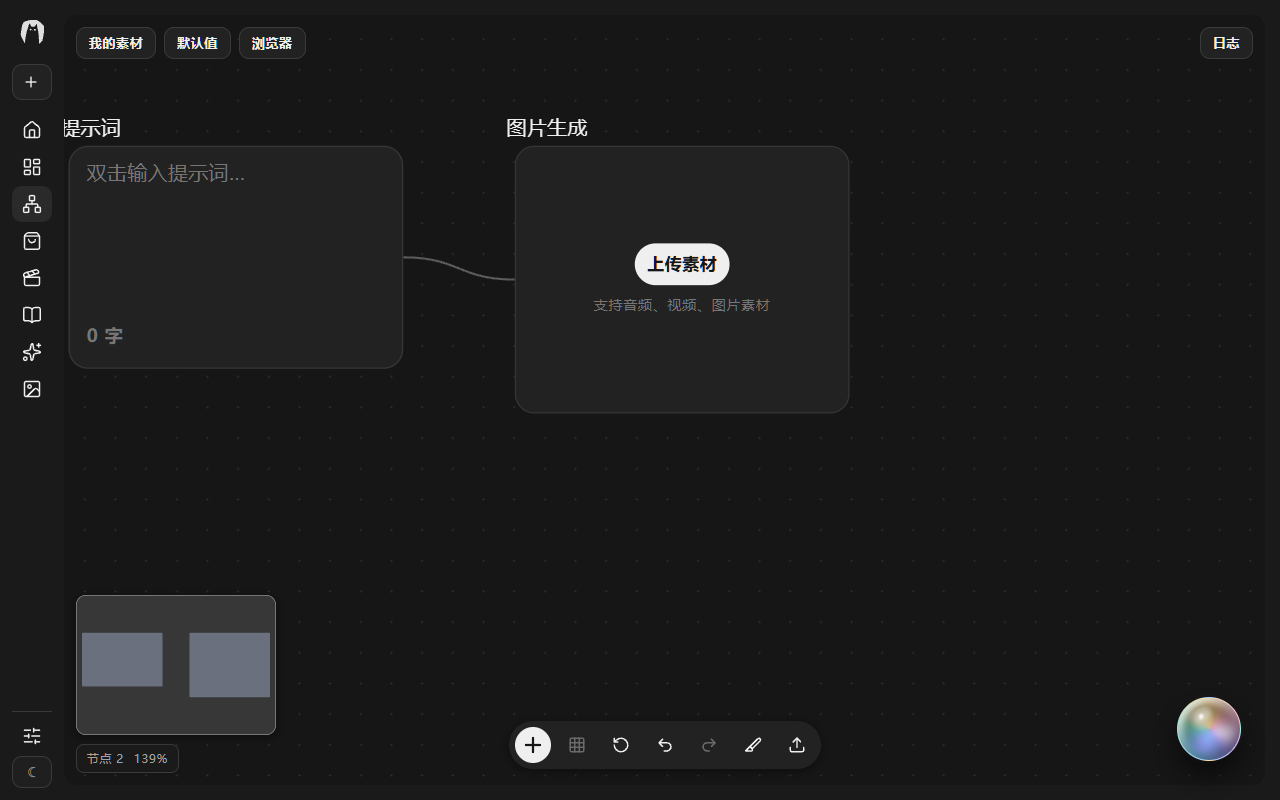 我的素材
默认值
浏览器
日志
提示词
图片生成
双击输入提示词...
上传素材
支持音频、视频、图片素材
0 字
节点 2 139%